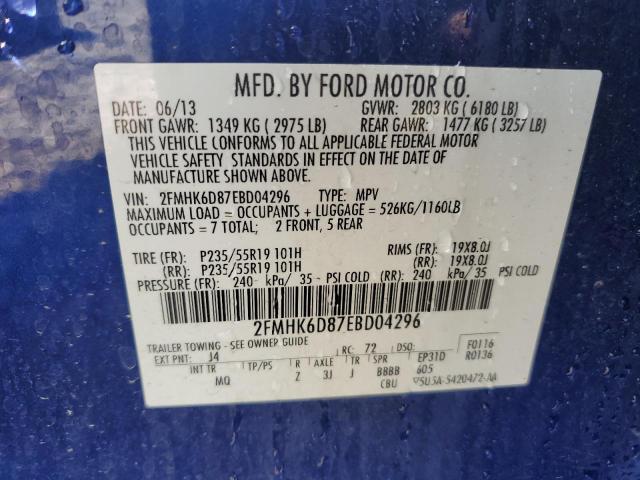 MFD. BY FORD MOTOR CO.
DATE: 06/13 GVWR: 2803 KG ( 6180 LB)
FRONT GAWR: 1349 KG ( 2975 LB) REAR GAWR: 1477 KG ( 3257 LB)
THIS VEHICLE CONFORMS TO ALL APPLICABLE FEDERAL MOTOR
VEHICLE SAFETY STANDARDS IN EFFECT ON THE DATE OF
MANUFACTURE SHOWN ABOVE.
VIN: 2FMHK6D87EBD04296 TYPE: MPV
MAXIMUM LOAD = OCCUPANTS + LUGGAGE = 526KG/1160LB
OCCUPANTS = 7 TOTAL; 2 FRONT, 5 REAR
TIRE (FR): P235/55R19 101H RIMS (FR): 19X8.0J
(RR): P235/55R19 101H (RR): 19X8.0J
PRESSURE (FR): 240 kPa/ 35 PSI COLD (RR): 240 kPa/ 35 PSI COLD
2FMHK6D87EBD04296
TRAILER TOWING - SEE OWNER GUIDE F0116
EXT PNT: J4 RC: 72 DSO: R0136
INT TR TP/PS R AXLE TR SPR EP31D
MQ Z 3J J BBBB 605
CBU 5U5A-5420472-AA